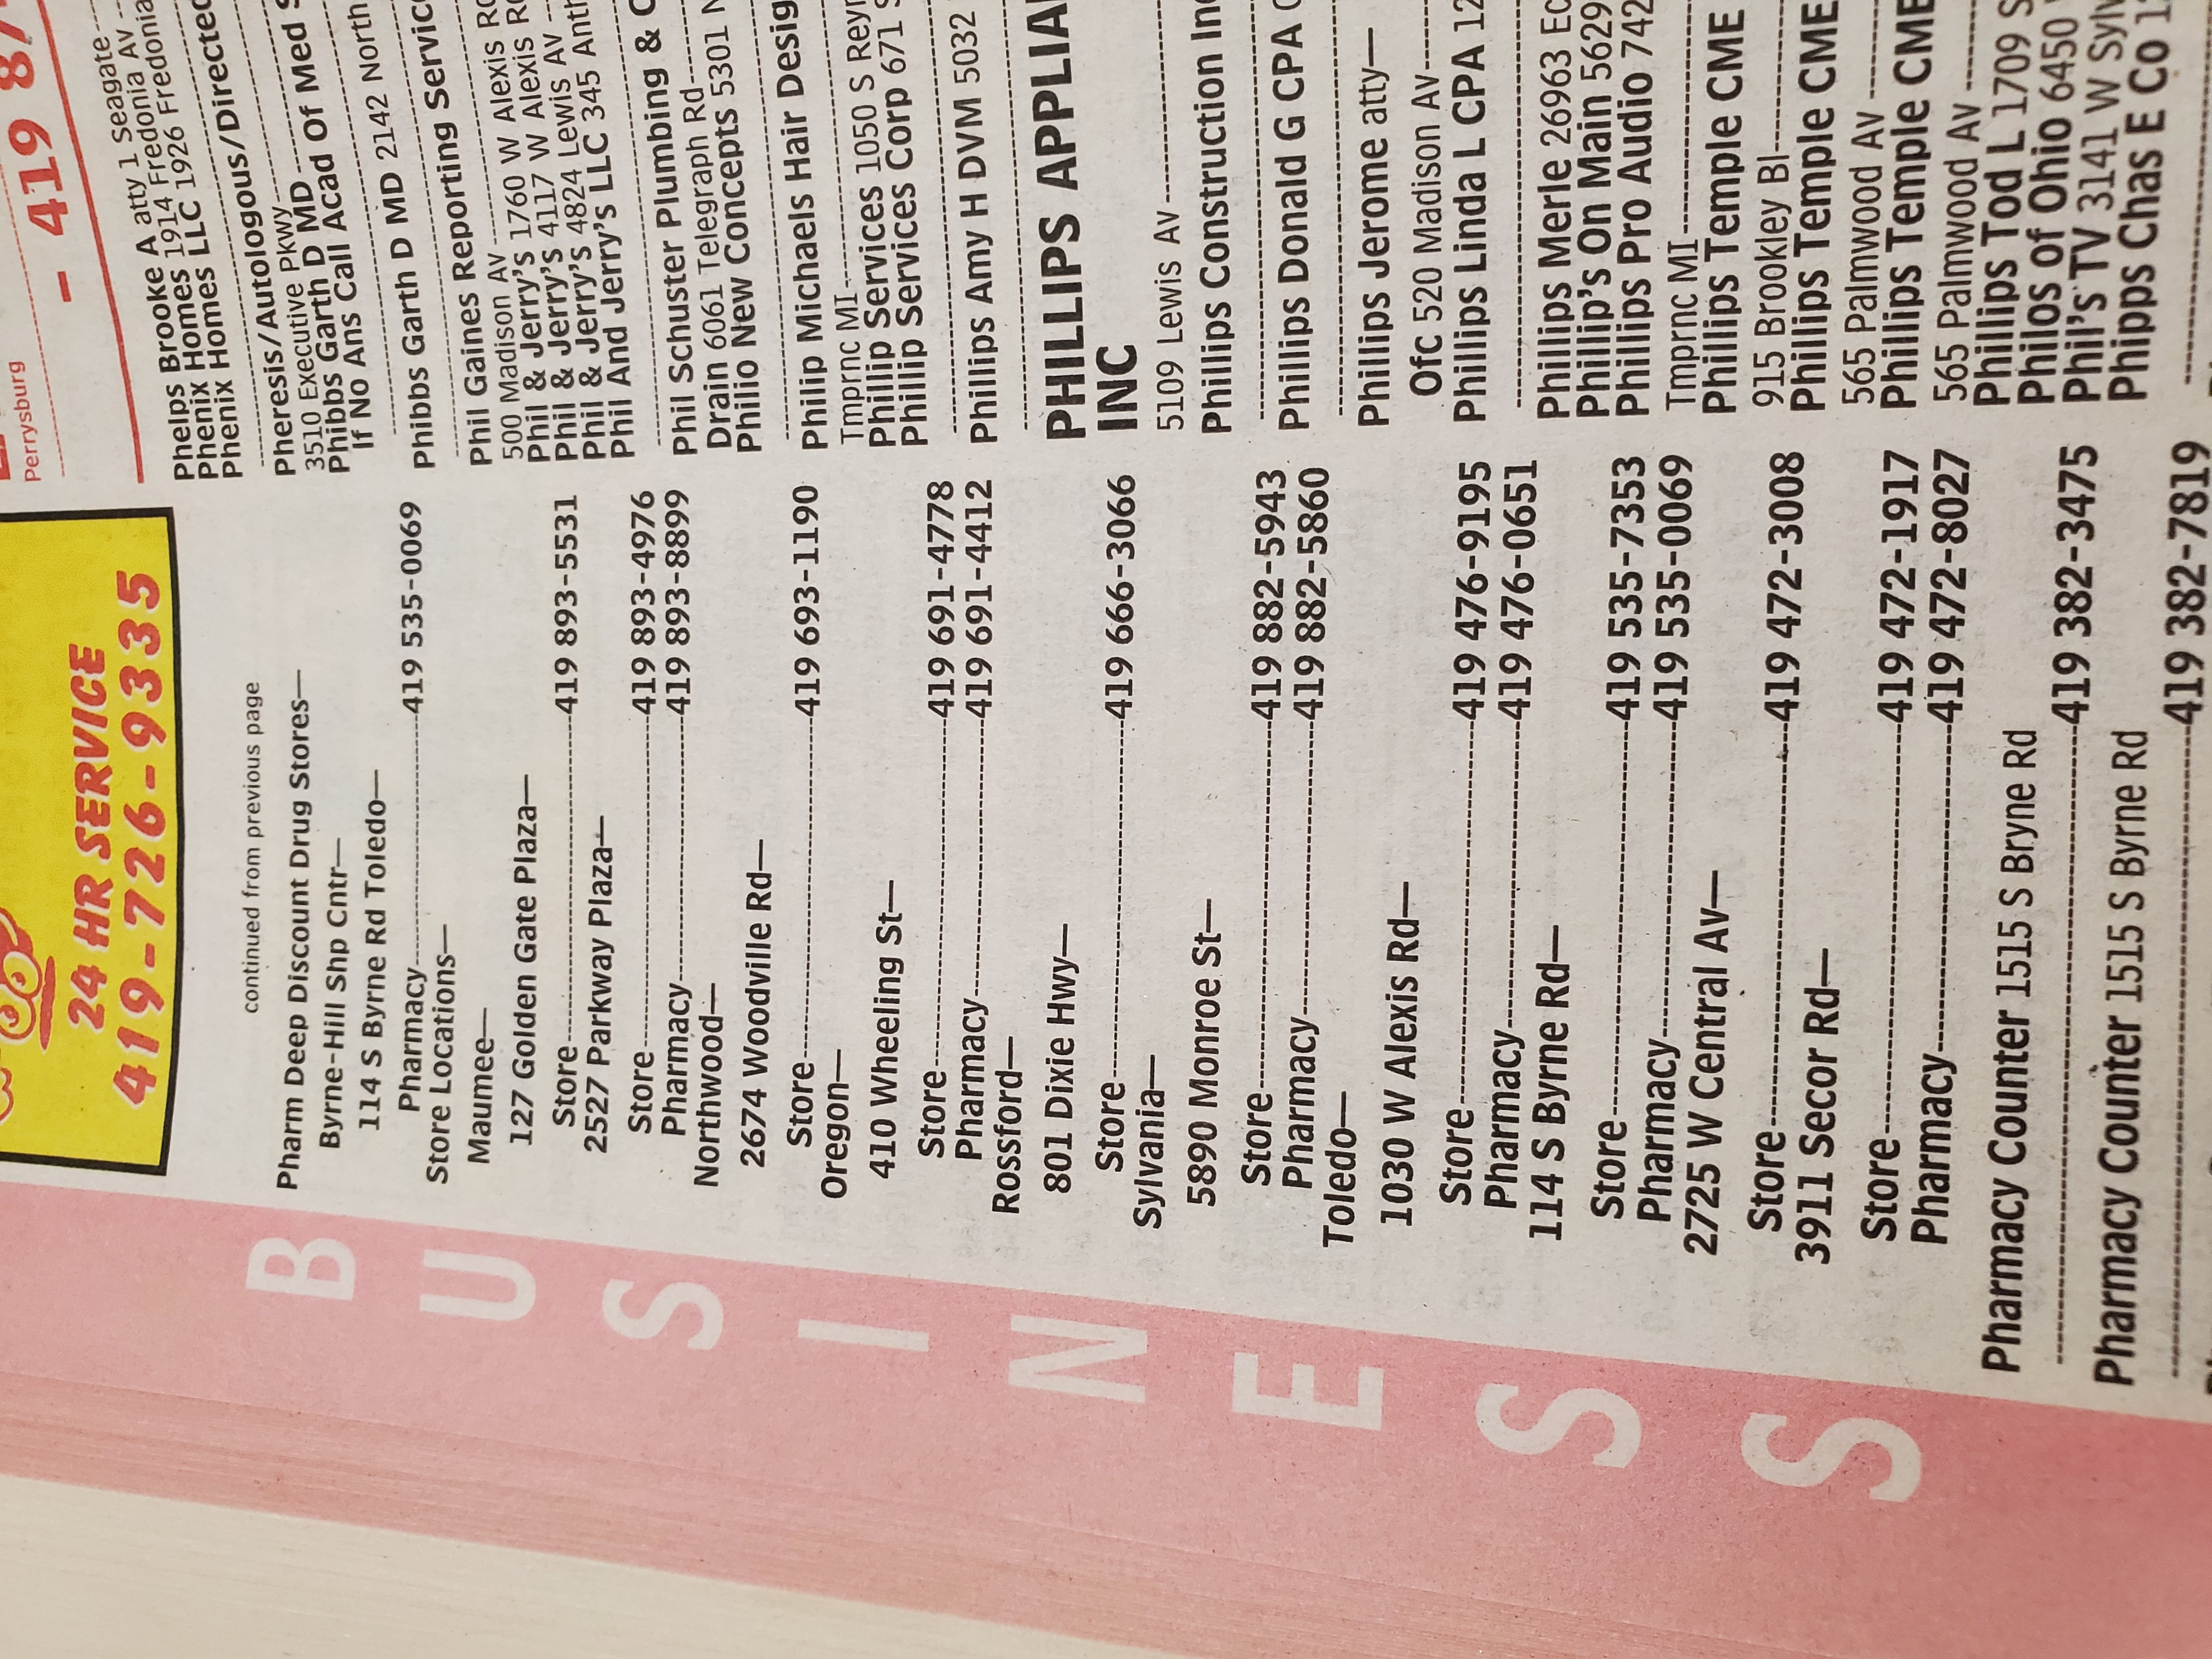 24 HR SERVICE
419-726-9335
Perrysburg
- 419 87
continued from previous page
Pharm Deep Discount Drug Stores—
Byrne-Hill Shp Cntr—
114 S Byrne Rd Toledo—
Pharmacy 419 535-0069
Store Locations—
Maumee—
127 Golden Gate Plaza—
Store 419 893-5531
2527 Parkway Plaza—
Store 419 893-4976
Pharmacy 419 893-8899
Northwood—
2674 Woodville Rd—
Store 419 693-1190
Oregon—
410 Wheeling St—
Store 419 691-4778
Pharmacy 419 691-4412
Rossford—
801 Dixie Hwy—
Store 419 666-3066
Sylvania—
5890 Monroe St—
Store 419 882-5943
Pharmacy 419 882-5860
Toledo—
1030 W Alexis Rd—
Store 419 476-9195
Pharmacy 419 476-0651
114 S Byrne Rd—
Store 419 535-7353
Pharmacy 419 535-0069
2725 W Central Av—
Store 419 472-3008
3911 Secor Rd—
Store 419 472-1917
Pharmacy 419 472-8027
Pharmacy Counter 1515 S Bryne Rd
419 382-3475
Pharmacy Counter 1515 S Byrne Rd
419 382-7819
Phelps Brooke A atty 1 Seagate
Phenix Homes 1914 Fredonia Av
Phenix Homes LLC 1926 Fredonia
Pheresis/Autologous/Directed
3510 Executive Pkwy
Phibbs Garth D MD
If No Ans Call Acad Of Med
Phibbs Garth D MD 2142 North
Phil Gaines Reporting Service
500 Madison Av
Phil & Jerry's 1760 W Alexis Rd
Phil & Jerry's 4117 W Alexis Rd
Phil & Jerry's 4824 Lewis Av
Phil And Jerry's LLC 345 Anth
Phil Schuster Plumbing &
Drain 6061 Telegraph Rd
Philio New Concepts 5301 N
Philip Michaels Hair Desig
Tmprnc MI
Phillip Services 1050 S Reyn
Phillip Services Corp 671 S
Phillips Amy H DVM 5032
PHILLIPS APPLIA
INC
5109 Lewis Av
Phillips Construction Inc
Phillips Donald G CPA
Phillips Jerome atty—
Ofc 520 Madison Av
Phillips Linda L CPA 12
Phillips Merle 26963 Ec
Phillip's On Main 5629
Phillips Pro Audio 742
Tmprnc MI
Phillips Temple CME
915 Brookley Bl
Phillips Temple CME
565 Palmwood Av
Phillips Temple CME
565 Palmwood Av
Phillips Tod L 1709 S
Philos of Ohio 6450
Phil's TV 3141 W Sylv
Phipps Chas E Co 1
BUSINESS